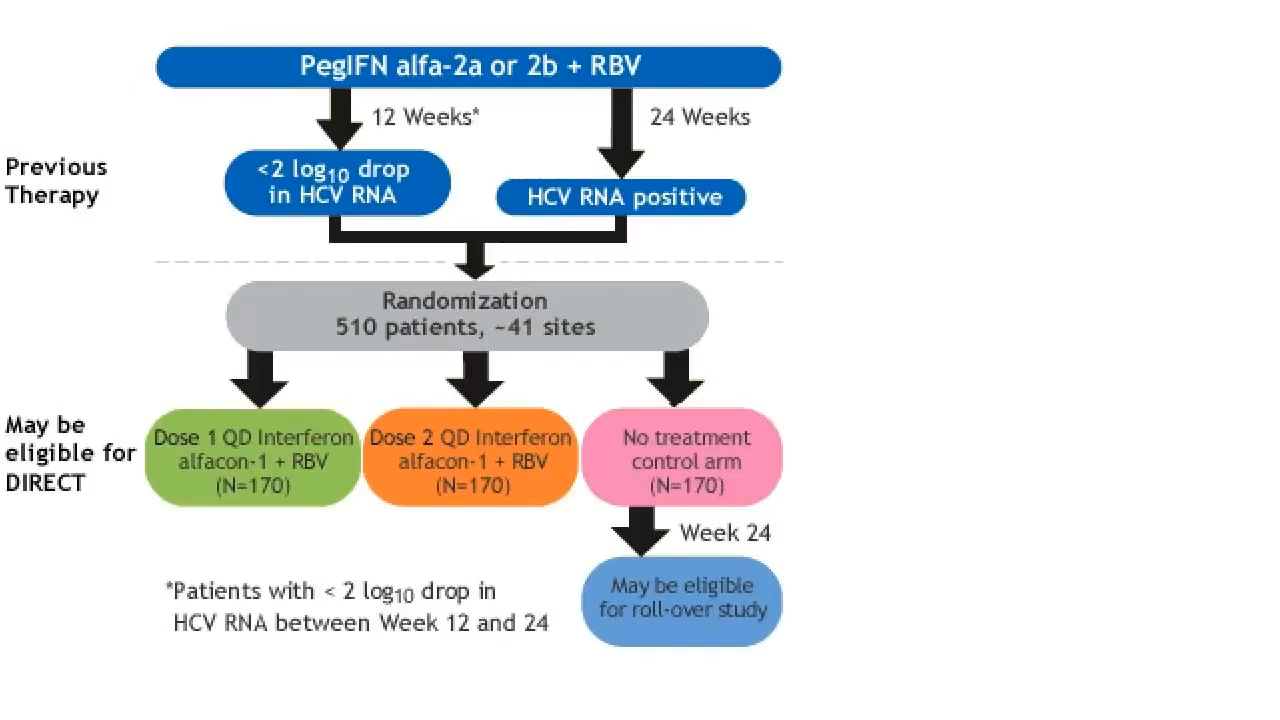 PegIFN alfa-2a or 2b + RBV
12 Weeks*
24 Weeks
Previous
Therapy
<2 log10 drop
in HCV RNA
HCV RNA positive
Randomization
510 patients, ~41 sites
May be
eligible for
DIRECT
Dose 1 QD Interferon
alfacon-1 + RBV
(N=170)
Dose 2 QD Interferon
alfacon-1 + RBV
(N=170)
No treatment
control arm
(N=170)
Week 24
May be eligible
for roll-over study
*Patients with < 2 log10 drop in
HCV RNA between Week 12 and 24